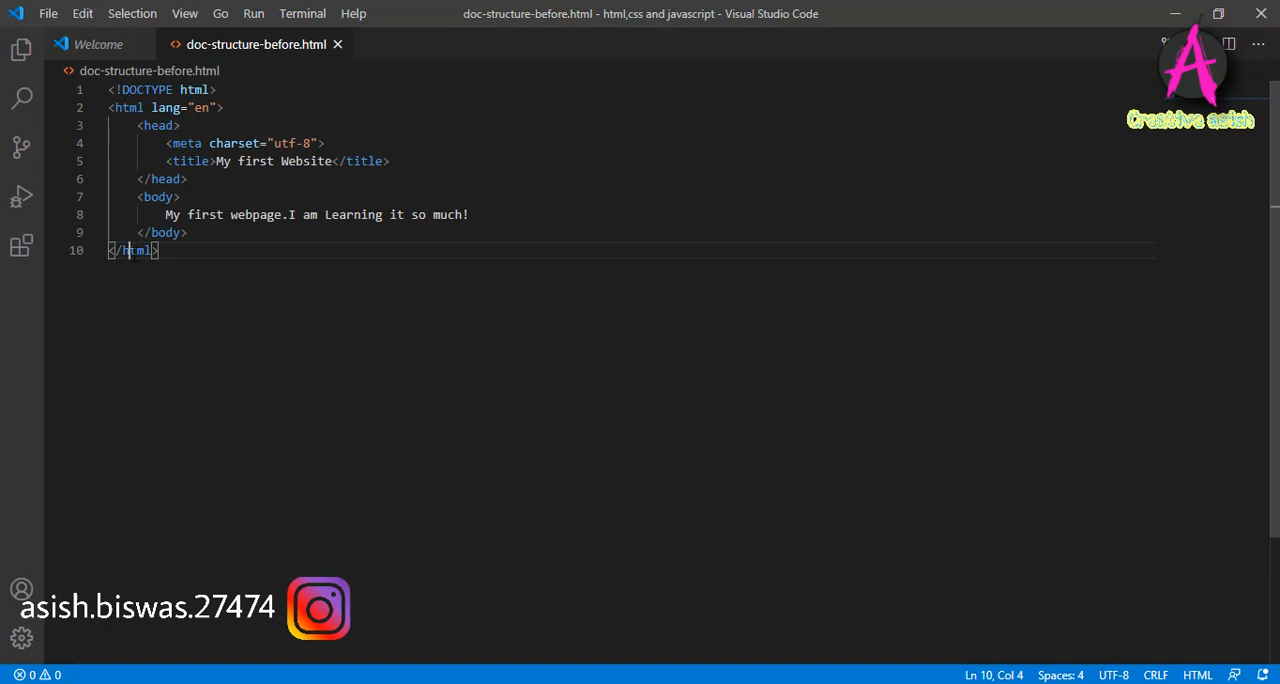 File Edit Selection View Go Run Terminal Help doc-structure-before.html - html,css and javascript - Visual Studio Code
Welcome doc-structure-before.html
A
Creative asish
doc-structure-before.html
1 <!DOCTYPE html>
2 <html lang="en">
3 <head>
4 <meta charset="utf-8">
5 <title>My first Website</title>
6 </head>
7 <body>
8 My first webpage.I am Learning it so much!
9 </body>
10 </html>
asish.biswas.27474
0 0 Ln 10, Col 4 Spaces: 4 UTF-8 CRLF HTML